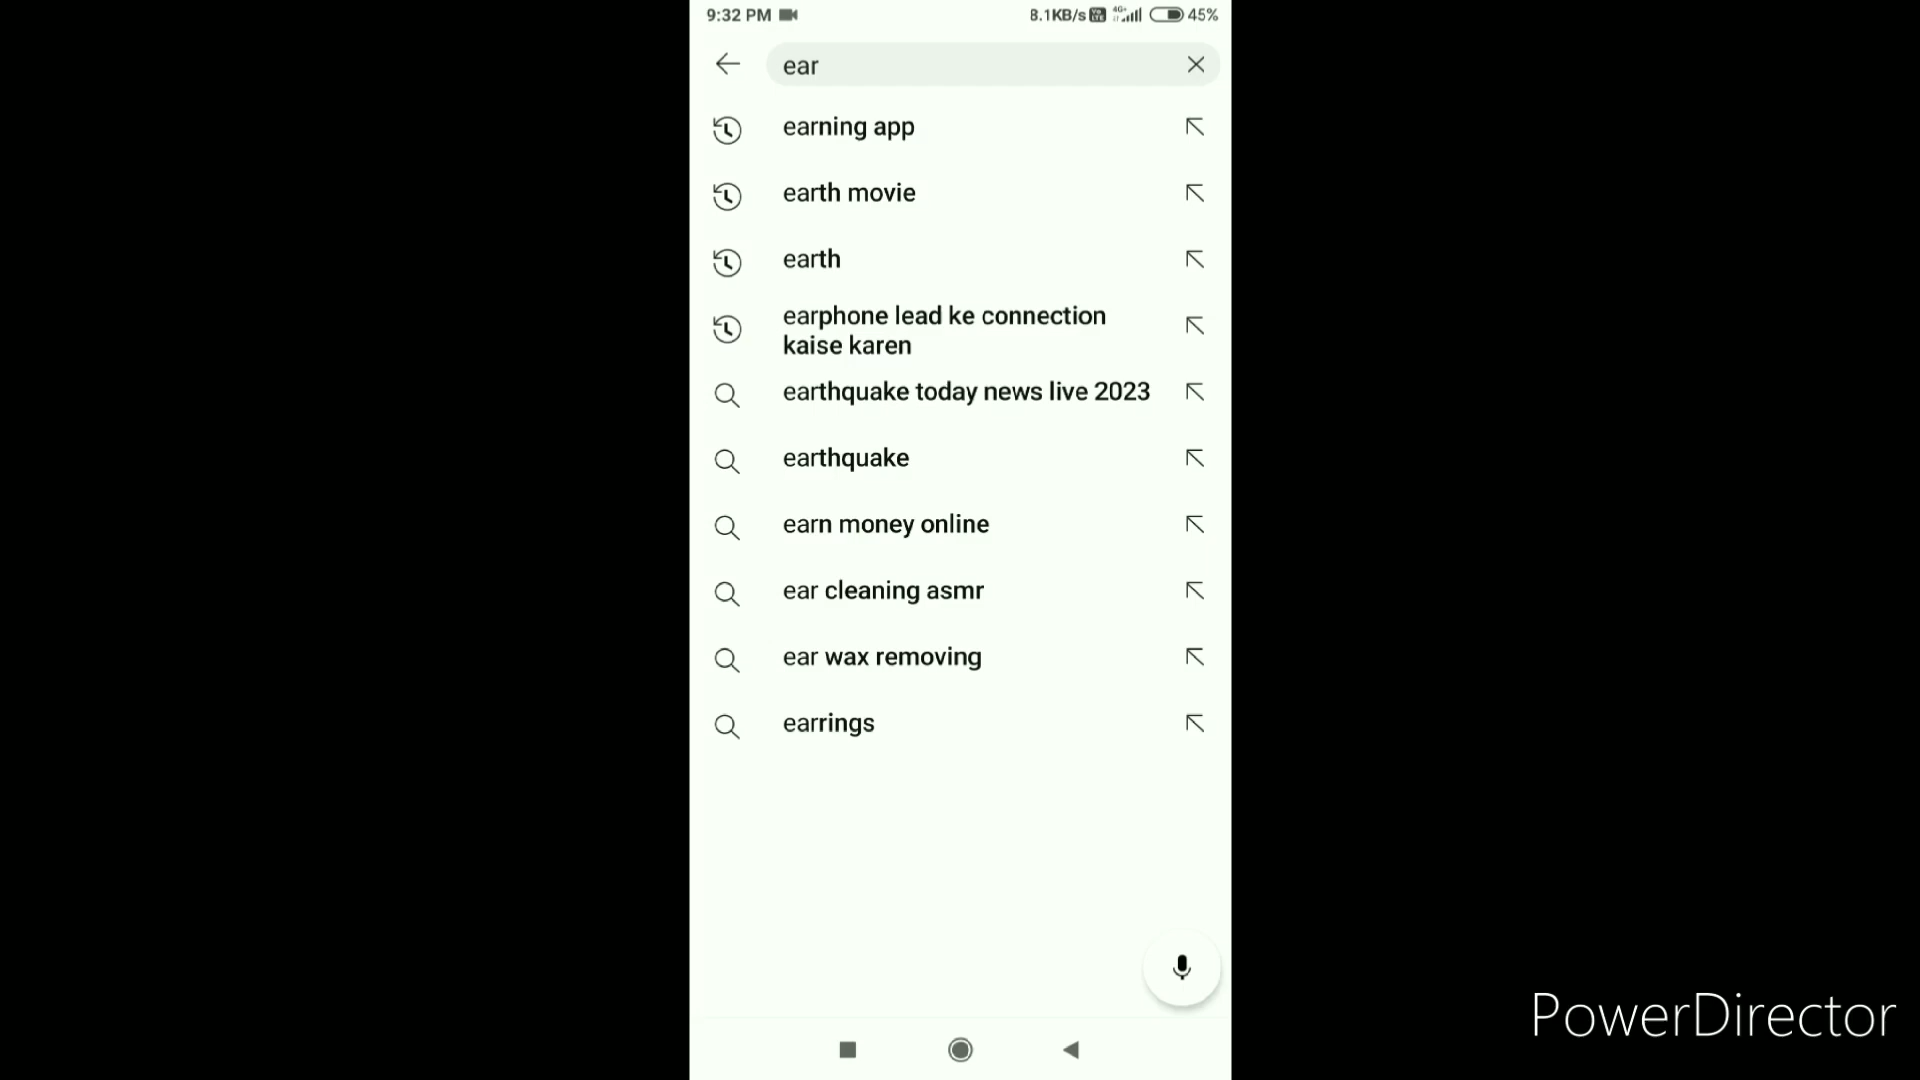 9:32 PM 8.1KB/s 4G+ 45%
ear
earning app
earth movie
earth
earphone lead ke connection
kaise karen
earthquake today news live 2023
earthquake
earn money online
ear cleaning asmr
ear wax removing
earrings
PowerDirector